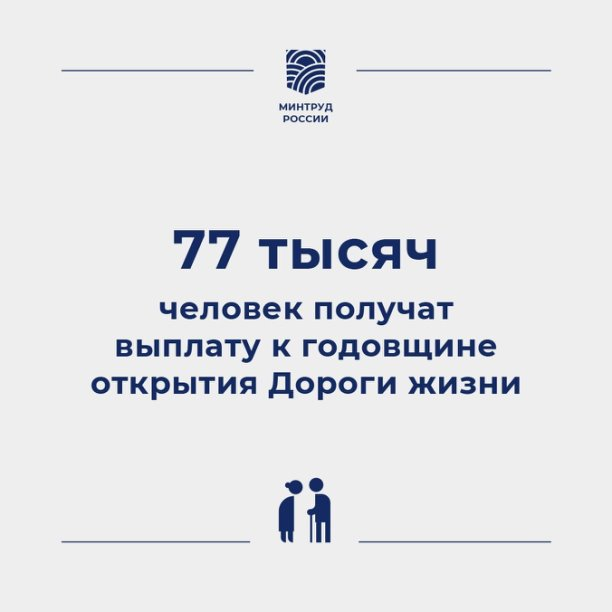 МИНТРУД
РОССИИ
77 тысяч
человек получат
выплату к годовщине
открытия Дороги жизни